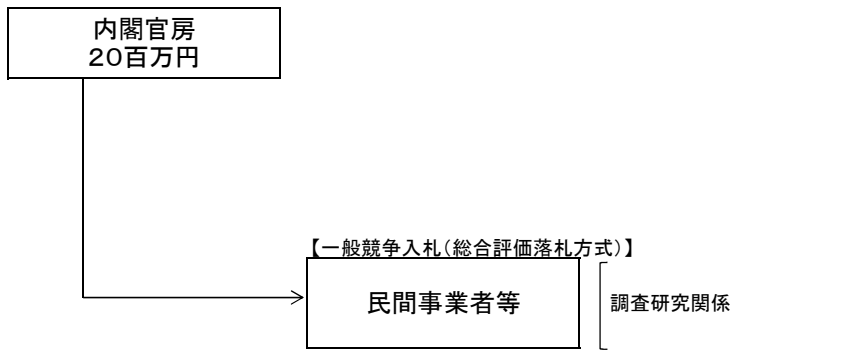 内閣官房
20百万円
【一般競争入札(総合評価落札方式)】
民間事業者等
調査研究関係